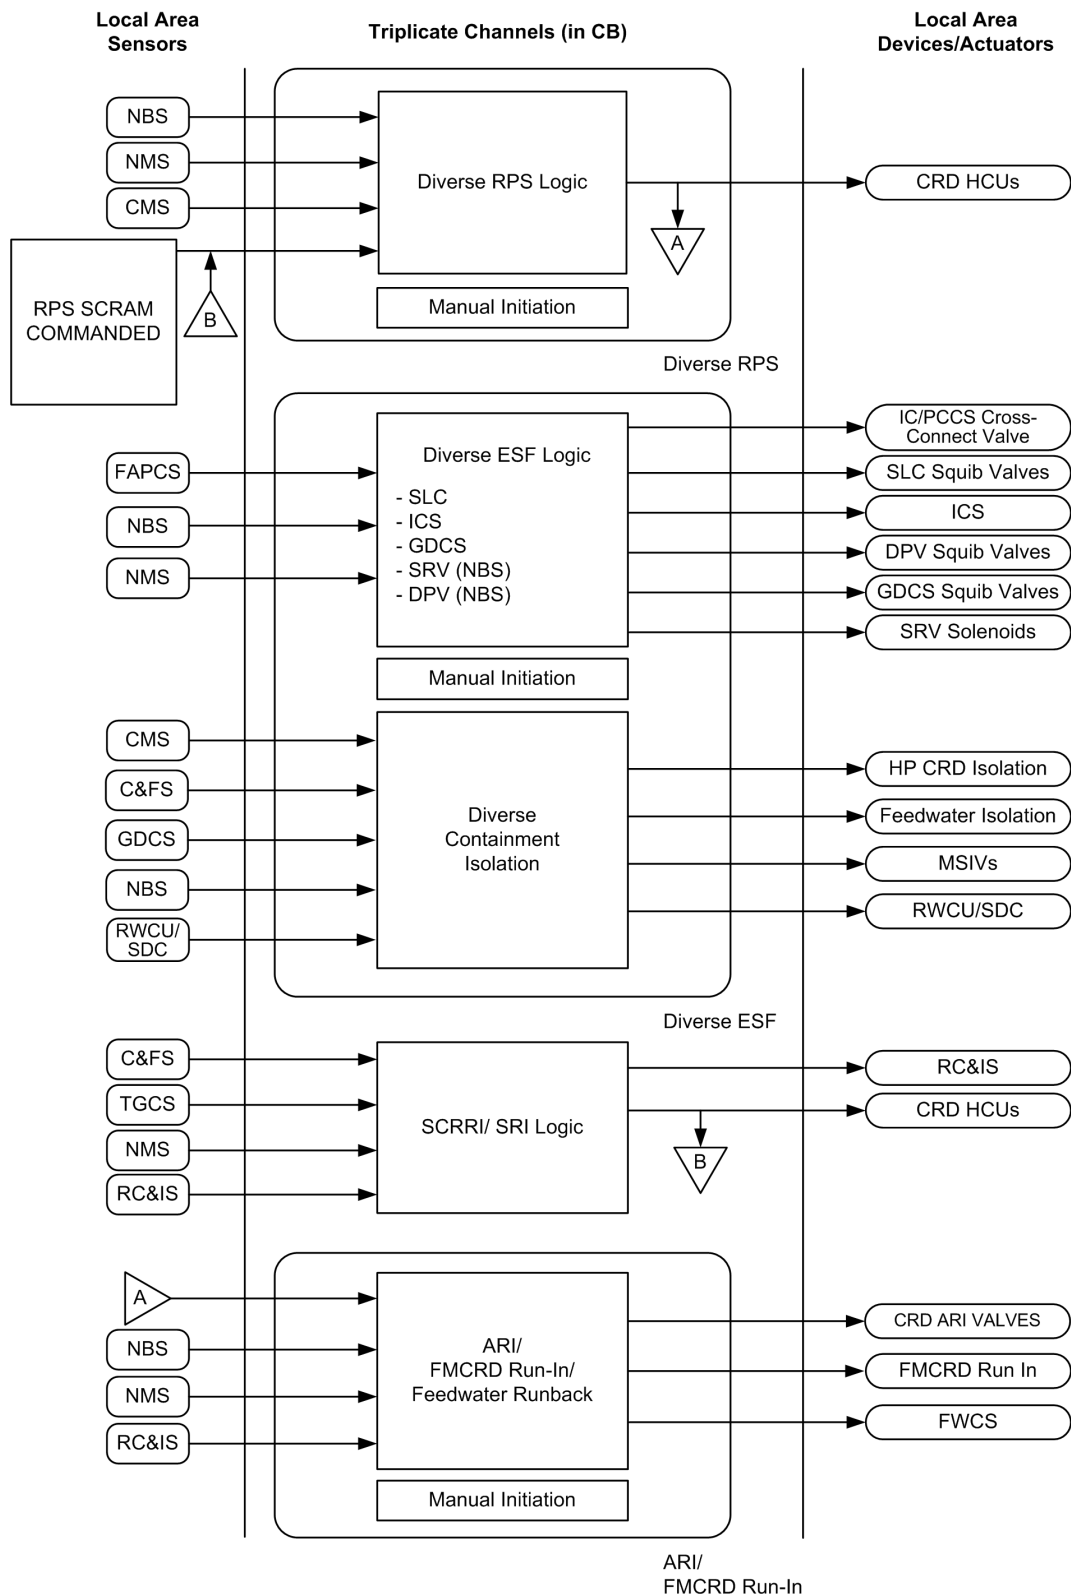 Local Area
Sensors
Triplicate Channels (in CB)
Local Area
Devices/Actuators
NBS
NMS
CMS
RPS SCRAM
COMMANDED
B
Diverse RPS Logic
Manual Initiation
A
CRD HCUs
Diverse RPS
FAPCS
NBS
NMS
Diverse ESF Logic
- SLC
- ICS
- GDCS
- SRV (NBS)
- DPV (NBS)
Manual Initiation
IC/PCCS Cross-
Connect Valve
SLC Squib Valves
ICS
DPV Squib Valves
GDCS Squib Valves
SRV Solenoids
CMS
C&FS
GDCS
NBS
RWCU/
SDC
Diverse
Containment
Isolation
HP CRD Isolation
Feedwater Isolation
MSIVs
RWCU/SDC
Diverse ESF
C&FS
TGCS
NMS
RC&IS
SCRRI/ SRI Logic
B
RC&IS
CRD HCUs
A
NBS
NMS
RC&IS
ARI/
FMCRD Run-In/
Feedwater Runback
Manual Initiation
CRD ARI VALVES
FMCRD Run In
FWCS
ARI/
FMCRD Run-In